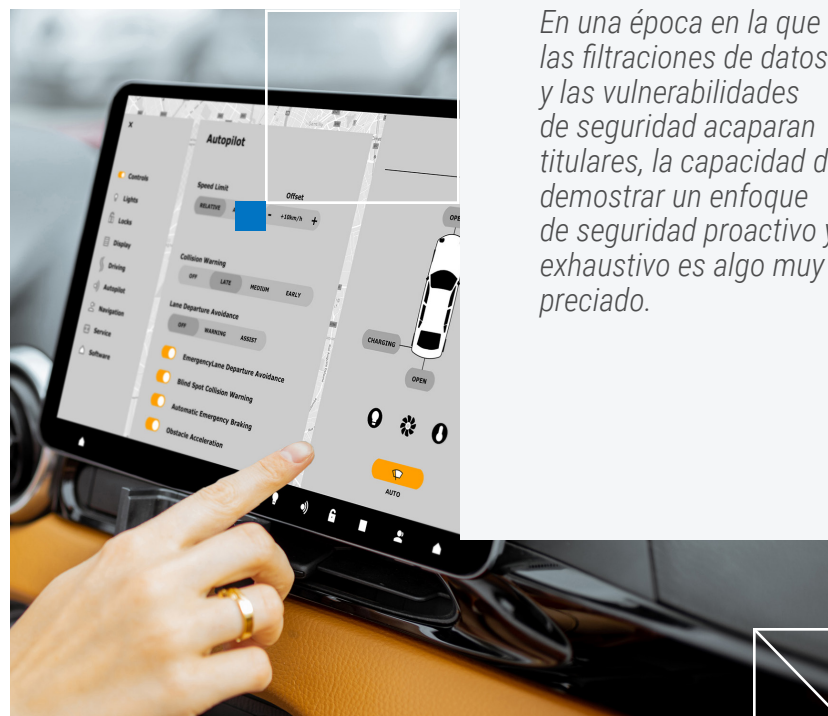 En una época en la que
las filtraciones de datos
y las vulnerabilidades
de seguridad acaparan
titulares, la capacidad d
demostrar un enfoque
de seguridad proactivo y
exhaustivo es algo muy
preciado.
x
Autopilot
Controls
Lights
Locks
Display
Driving
Autopilot
Navigation
Service
Software
Speed Limit
Offset
RELATIVE
- +10km/h +
Collision Warning
OFF LATE MEDIUM EARLY
Lane Departure Avoidance
OFF WARNING ASSIST
EmergencyLane Departure Avoidance
Blind Spot Collision Warning
Automatic Emergency Braking
Obstacle Acceleration
OPE
CHARGING
OPEN
AUTO